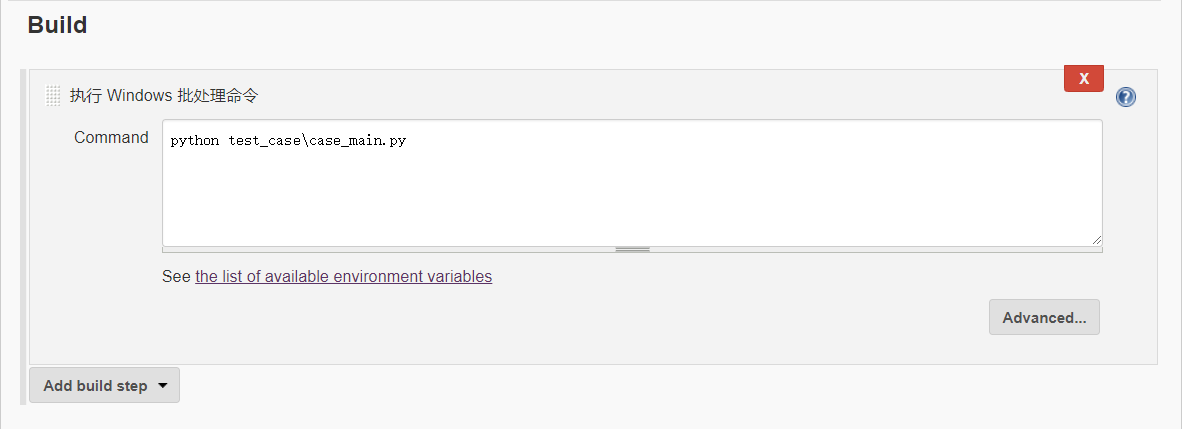 Build
X
执行 Windows 批处理命令
?
Command
python test_case\case_main.py
See the list of available environment variables
Advanced...
Add build step